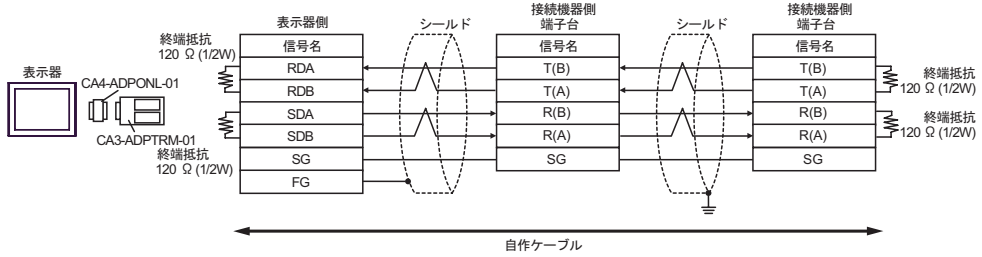 表示器
CA4-ADPONL-01
CA3-ADPTRM-01
終端抵抗
120 Ω (1/2W)
終端抵抗
120 Ω (1/2W)
表示器側
信号名
RDA
RDB
SDA
SDB
SG
FG
シールド
接続機器側
端子台
信号名
T(B)
T(A)
R(B)
R(A)
SG
シールド
接続機器側
端子台
信号名
T(B)
T(A)
R(B)
R(A)
SG
終端抵抗
120 Ω (1/2W)
終端抵抗
120 Ω (1/2W)
自作ケーブル